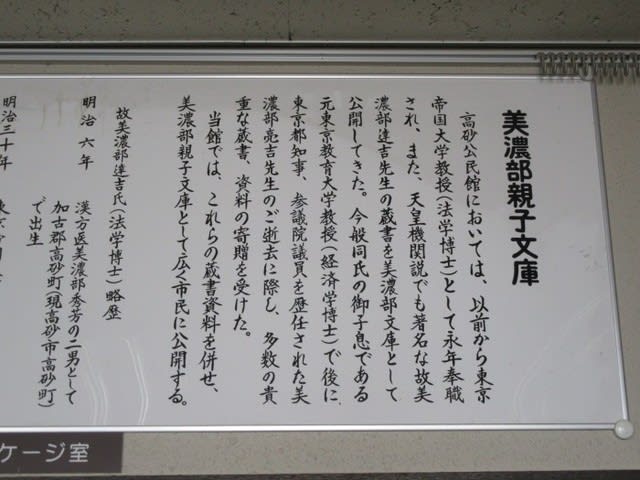 美濃部親子文庫
高砂公民館においては、以前から東京
帝国大学教授(法学博士)として永年奉職
され、また、天皇機関説でも著名な故美
濃部達吉先生の蔵書を美濃部文庫として
公開してきた。今般同氏の御子息である
元東京教育大学教授(経済学博士)で後に
東京都知事、参議院議員を歴任された美
濃部亮吉先生のご逝去に際し、多数の貴
重な蔵書、資料の寄贈を受けた。
当館では、これらの蔵書資料を併せ、
美濃部親子文庫として広く市民に公開する。
故美濃部達吉氏(法学博士)略歴
明治六年
漢方医美濃部秀芳の二男として
加古郡高砂町(現高砂市高砂町)
で出生
明治三十年
ケージ室